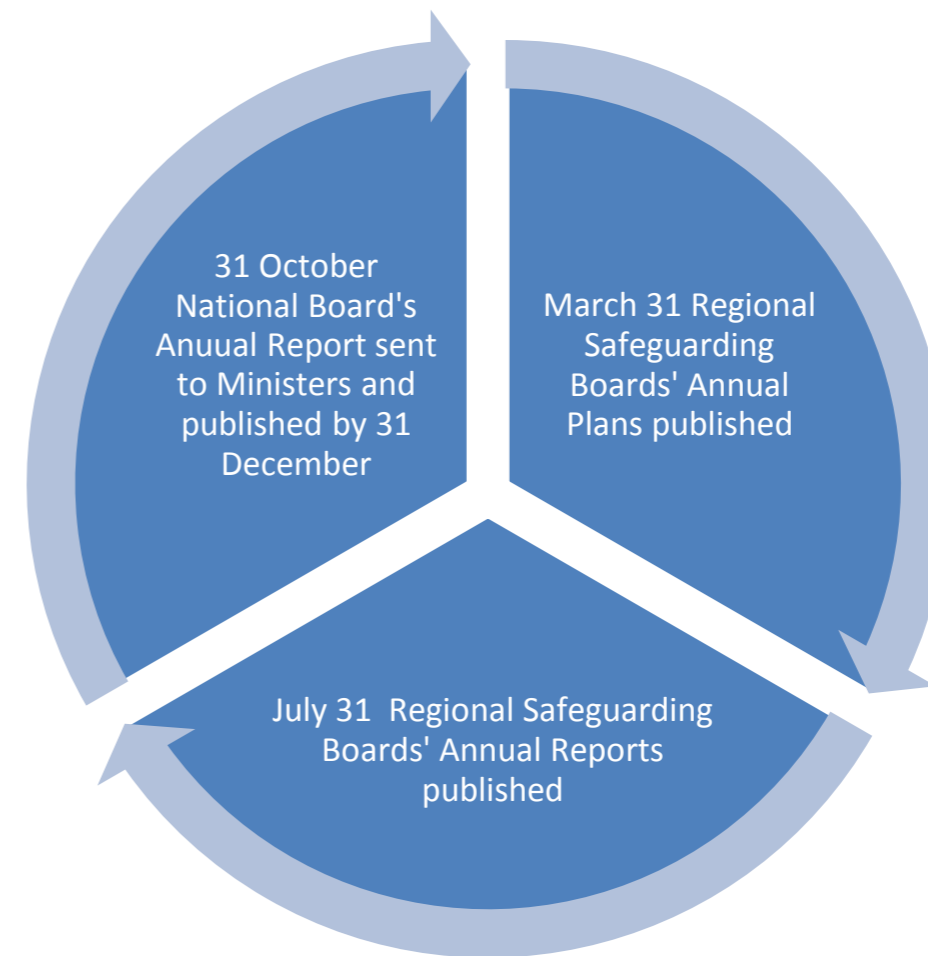 31 October
National Board's
Anuual Report sent
to Ministers and
published by 31
December
March 31 Regional
Safeguarding
Boards' Annual
Plans published
July 31  Regional Safeguarding
Boards' Annual Reports
published